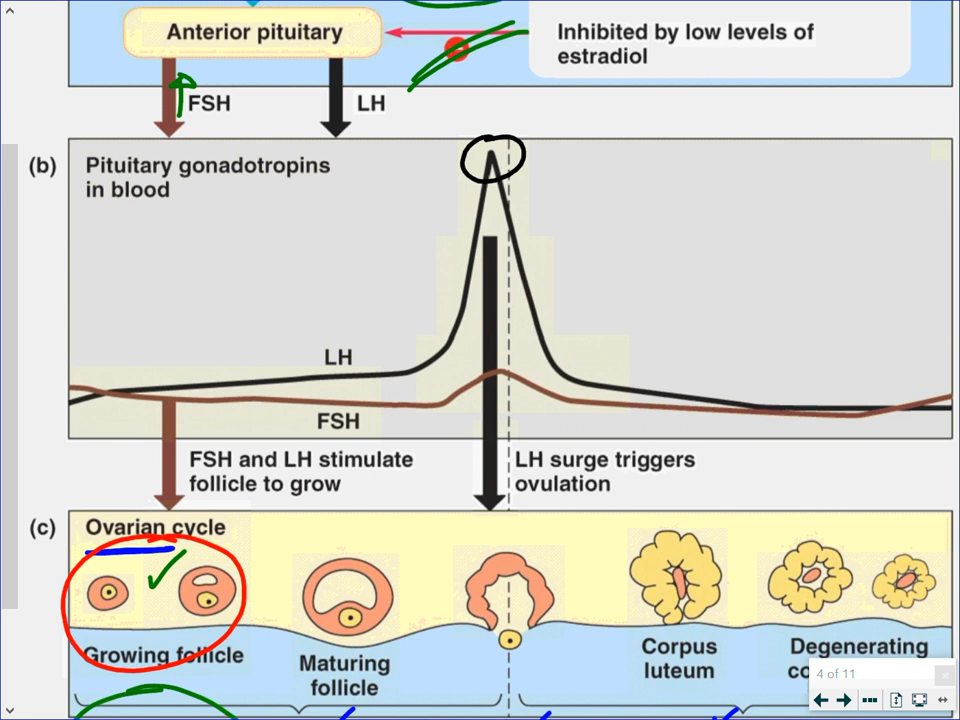 Anterior pituitary
Inhibited by low levels of
estradiol
FSH
LH
(b)
Pituitary gonadotropins
in blood
LH
FSH
FSH and LH stimulate
follicle to grow
LH surge triggers
ovulation
(c)
Ovarian cycle
Growing follicle
Maturing
follicle
Corpus
luteum
Degenerating
4 of 11